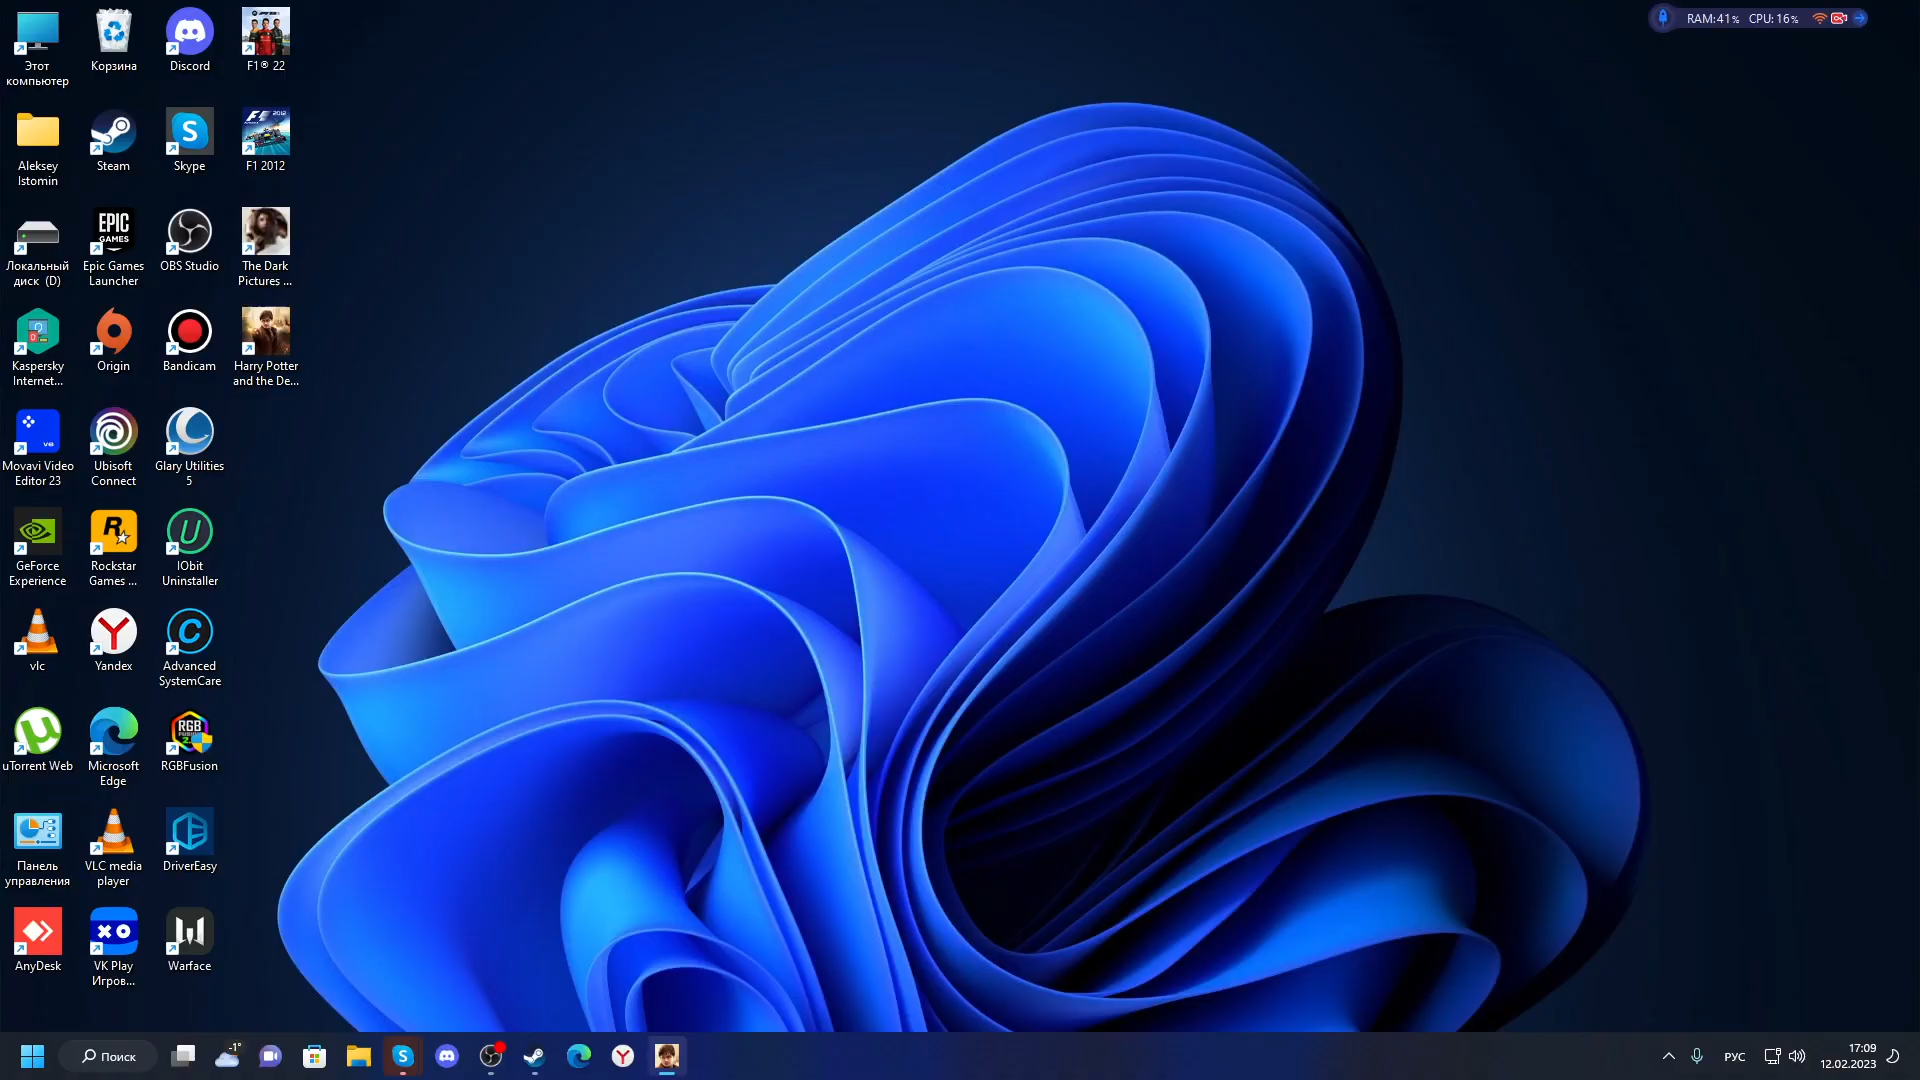 RAM:41% CPU: 16%
Этот
компьютер
Корзина
Discord
F1® 22
Aleksey
Istomin
Steam
Skype
F1 2012
Локальный
диск (D)
Epic Games
Launcher
OBS Studio
The Dark
Pictures ...
Kaspersky
Internet...
Origin
Bandicam
Harry Potter
and the De...
Movavi Video
Editor 23
Ubisoft
Connect
Glary Utilities
5
GeForce
Experience
Rockstar
Games ...
IObit
Uninstaller
vlc
Yandex
Advanced
SystemCare
uTorrent Web
Microsoft
Edge
RGBFusion
Панель
управления
VLC media
player
DriverEasy
AnyDesk
VK Play
Игров...
Warface
Поиск
-1°
РУС
17:09
12.02.2023